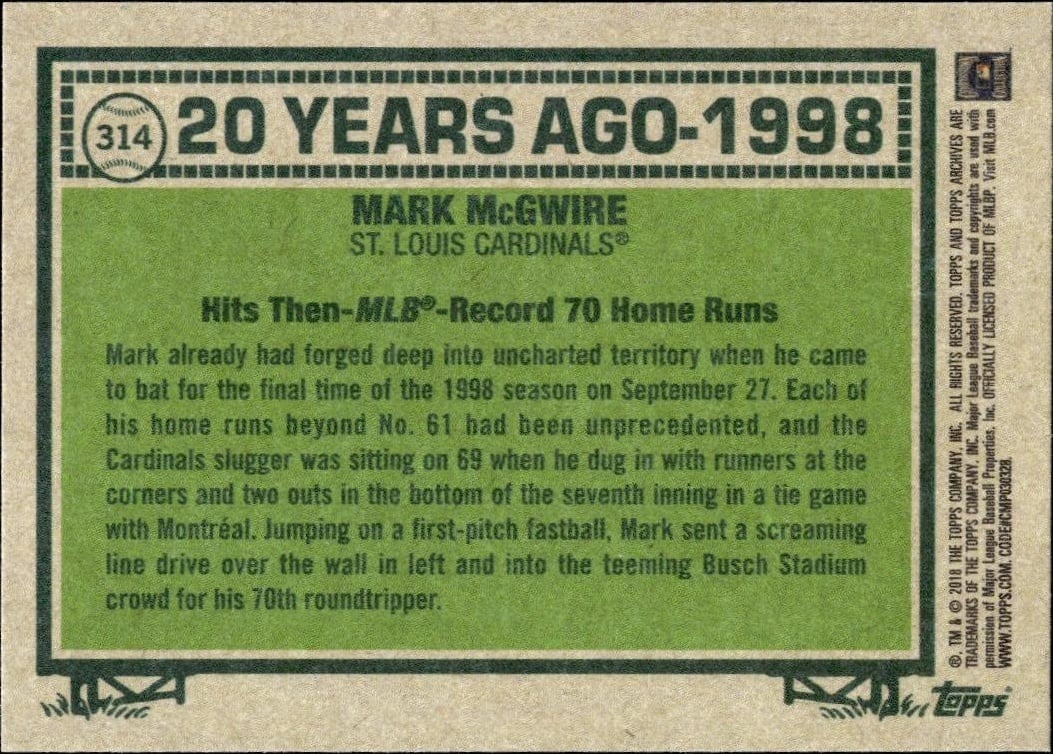 314
20 YEARS AGO-1998
MARK McGWIRE
ST. LOUIS CARDINALS®
Hits Then-MLB®-Record 70 Home Runs
Mark already had forged deep into uncharted territory when he came
to bat for the final time of the 1998 season on September 27. Each of
his home runs beyond No. 61 had been unprecedented, and the
Cardinals slugger was sitting on 69 when he dug in with runners at the
corners and two outs in the bottom of the seventh inning in a tie game
with Montréal. Jumping on a first-pitch fastball, Mark sent a screaming
line drive over the wall in left and into the teeming Busch Stadium
crowd for his 70th roundtripper.
®, TM & © 2018 THE TOPPS COMPANY, INC. ALL RIGHTS RESERVED. TOPPS AND TOPPS ARCHIVES ARE
TRADEMARKS OF THE TOPPS COMPANY, INC. Major League Baseball trademarks and copyrights are used with
permission of Major League Baseball Properties, Inc. OFFICIALLY LICENSED PRODUCT OF MLBP. Visit MLB.com
WWW.TOPPS.COM. CODE#CMP030328.
topps®